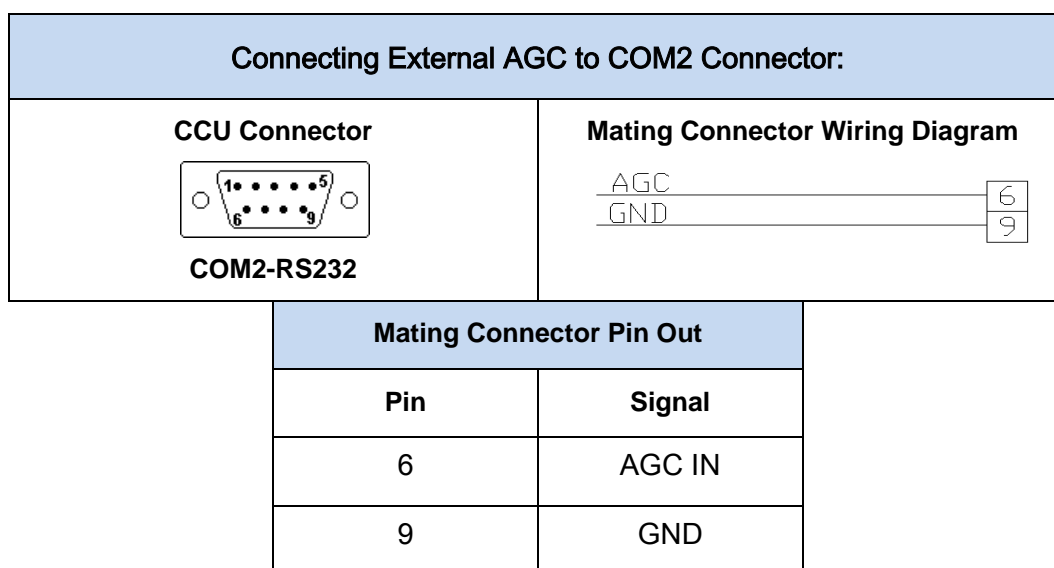 Connecting External AGC to COM2 Connector:
CCU Connector
1 5
6 9
COM2-RS232
Mating Connector Wiring Diagram
AGC 6
GND 9
Mating Connector Pin Out
Pin Signal
6 AGC IN
9 GND